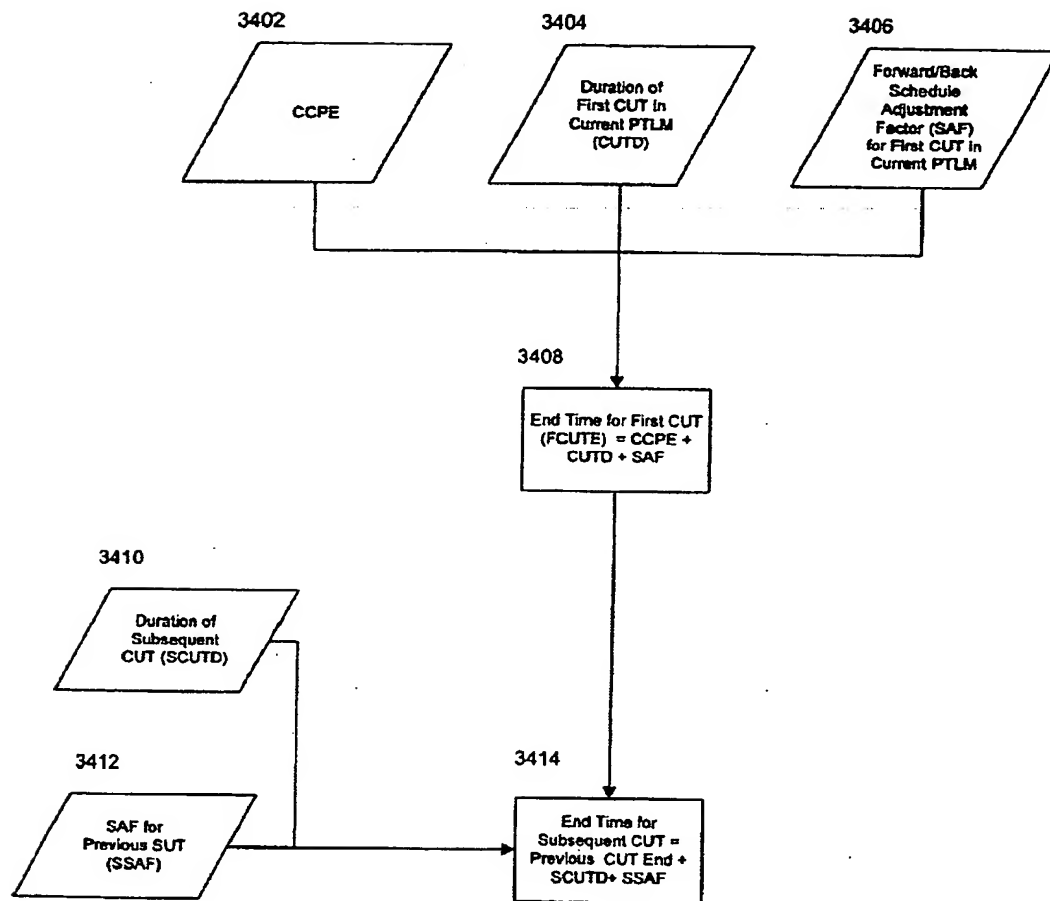 3402
3404
3406
CCPE
Duration of
First CUT in
Current PTLM
(CUTD)
Forward/Back
Schedule
Adjustment
Factor (SAF)
for First CUT in
Current PTLM
3408
End Time for First CUT
(FCUTE) = CCPE +
CUTD + SAF
3410
Duration of
Subsequent
CUT (SCUTD)
3412
SAF for
Previous SUT
(SSAF)
3414
End Time for
Subsequent CUT =
Previous CUT End +
SCUTD+ SSAF